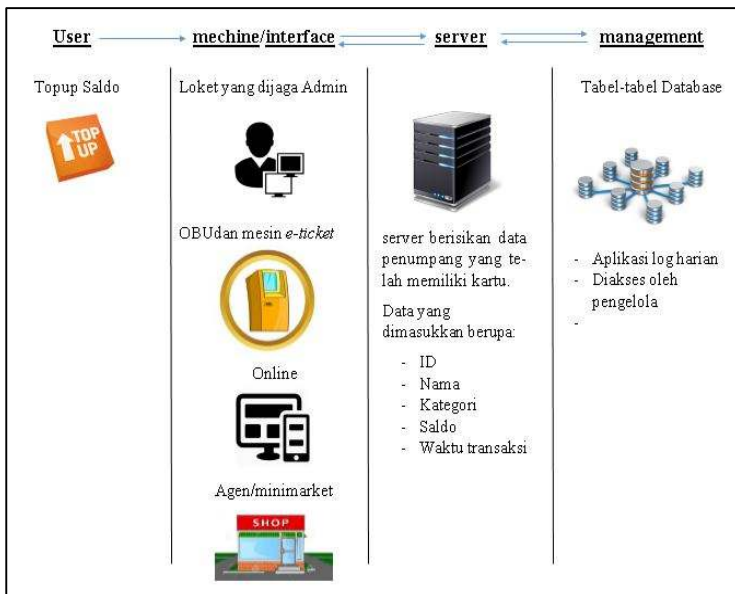 User
mechine/interface
server
management
Topup Saldo
TOP
UP
Loket yang dijaga Admin
OBUdan mesin e-ticket
Online
Agen/minimarket
SHOP
server berisikan data
penumpang yang te-
lah memiliki kartu.
Data yang
dimasukkan berupa:
- ID
- Nama
- Kategori
- Saldo
- Waktu transaksi
Tabel-tabel Database
- Aplikasi log harian
- Diakses oleh
pengelola
-